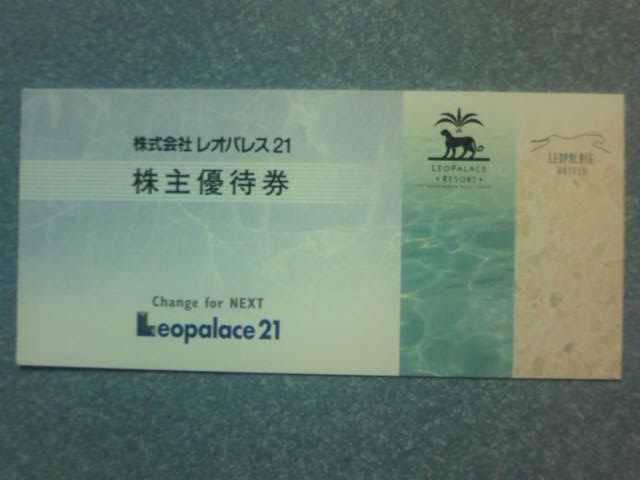 株式会社 レオパレス21
株主優待券
Change for NEXT
Leopalace21
LEOPALACE
• RESORT •
LEOPALACE
HOTELS